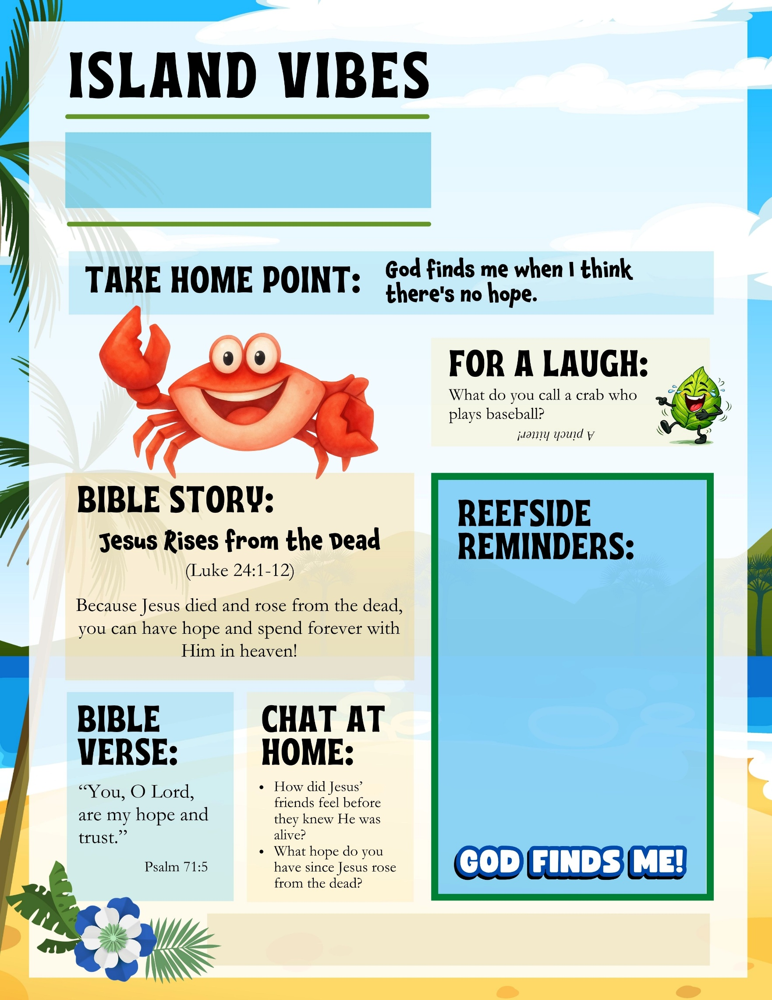 ISLAND VIBES
TAKE HOME POINT:
God finds me when I think
there's no hope.
FOR A LAUGH:
What do you call a crab who
plays baseball?
A pinch hitter!
BIBLE STORY:
Jesus Rises from the Dead
(Luke 24:1-12)
Because Jesus died and rose from the dead,
you can have hope and spend forever with
Him in heaven!
REEFSIDE
REMINDERS:
BIBLE
VERSE:
“You, O Lord,
are my hope and
trust.”
Psalm 71:5
CHAT AT
HOME:
• How did Jesus’
friends feel before
they knew He was
alive?
• What hope do you
have since Jesus rose
from the dead?
GOD FINDS ME!